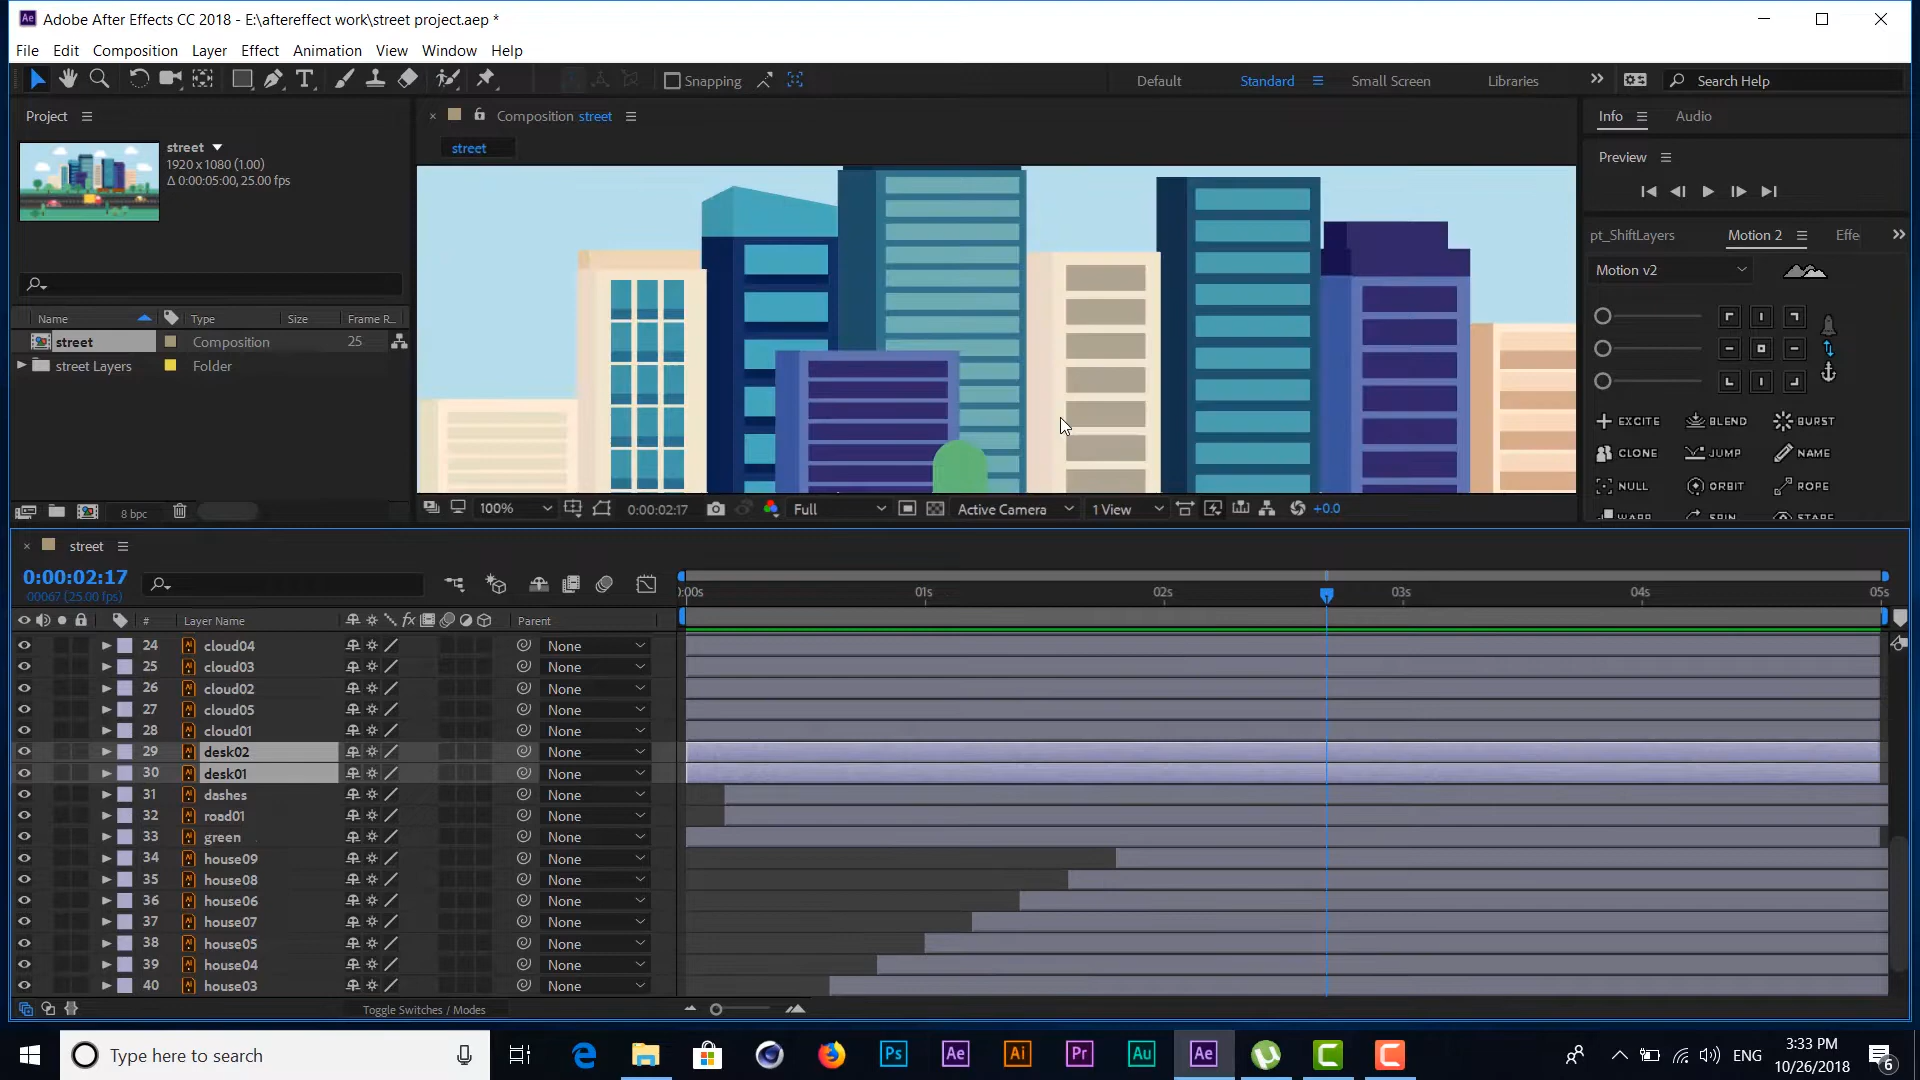 Adobe After Effects CC 2018 - E:\aftereffect work\street project.aep *
File Edit Composition Layer Effect Animation View Window Help
Snapping Default Standard Small Screen Libraries Search Help
Project
street
1920 x 1080 (1.00)
Δ 0:00:05:00, 25.00 fps
Name Type Size Frame R...
street Composition 25
street Layers Folder
8 bpc
Composition street
street
100% 0:00:02:17 Full Active Camera 1 View +0.0
Info Audio
Preview
pt_ShiftLayers Motion 2 Effe
Motion v2
EXCITE BLEND BURST
CLONE JUMP NAME
NULL ORBIT ROPE
WARP SPIN STARE
street
0:00:02:17
00067 (25.00 fps)
):00s 01s 02s 03s 04s 05s
# Layer Name Parent
24 cloud04 None
25 cloud03 None
26 cloud02 None
27 cloud05 None
28 cloud01 None
29 desk02 None
30 desk01 None
31 dashes None
32 road01 None
33 green None
34 house09 None
35 house08 None
36 house06 None
37 house07 None
38 house05 None
39 house04 None
40 house03 None
Toggle Switches / Modes
Type here to search
Ps Ae Ai Pr Au Ae
ENG
3:33 PM
10/26/2018
6